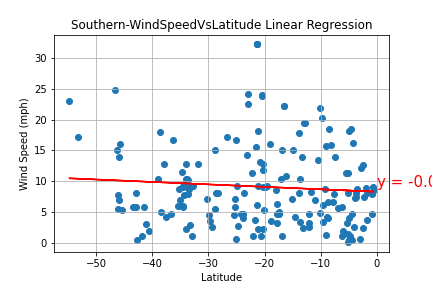 Southern-WindSpeedVsLatitude Linear Regression
30
25
20
15
10
5
0
Wind Speed (mph)
y = -0.0
−50 −40 −30 −20 −10 0
Latitude